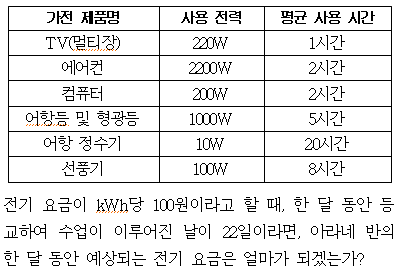 가전 제품명 사용 전력 평균 사용 시간
TV(멀티장) 220W 1시간
에어컨 2200W 2시간
컴퓨터 200W 2시간
어항등 및 형광등 1000W 5시간
어항 정수기 10W 20시간
선풍기 100W 8시간
전기 요금이 kWh당 100원이라고 할 때, 한 달 동안 등
교하여 수업이 이루어진 날이 22일이라면, 아라네 반의
한 달 동안 예상되는 전기 요금은 얼마가 되겠는가?